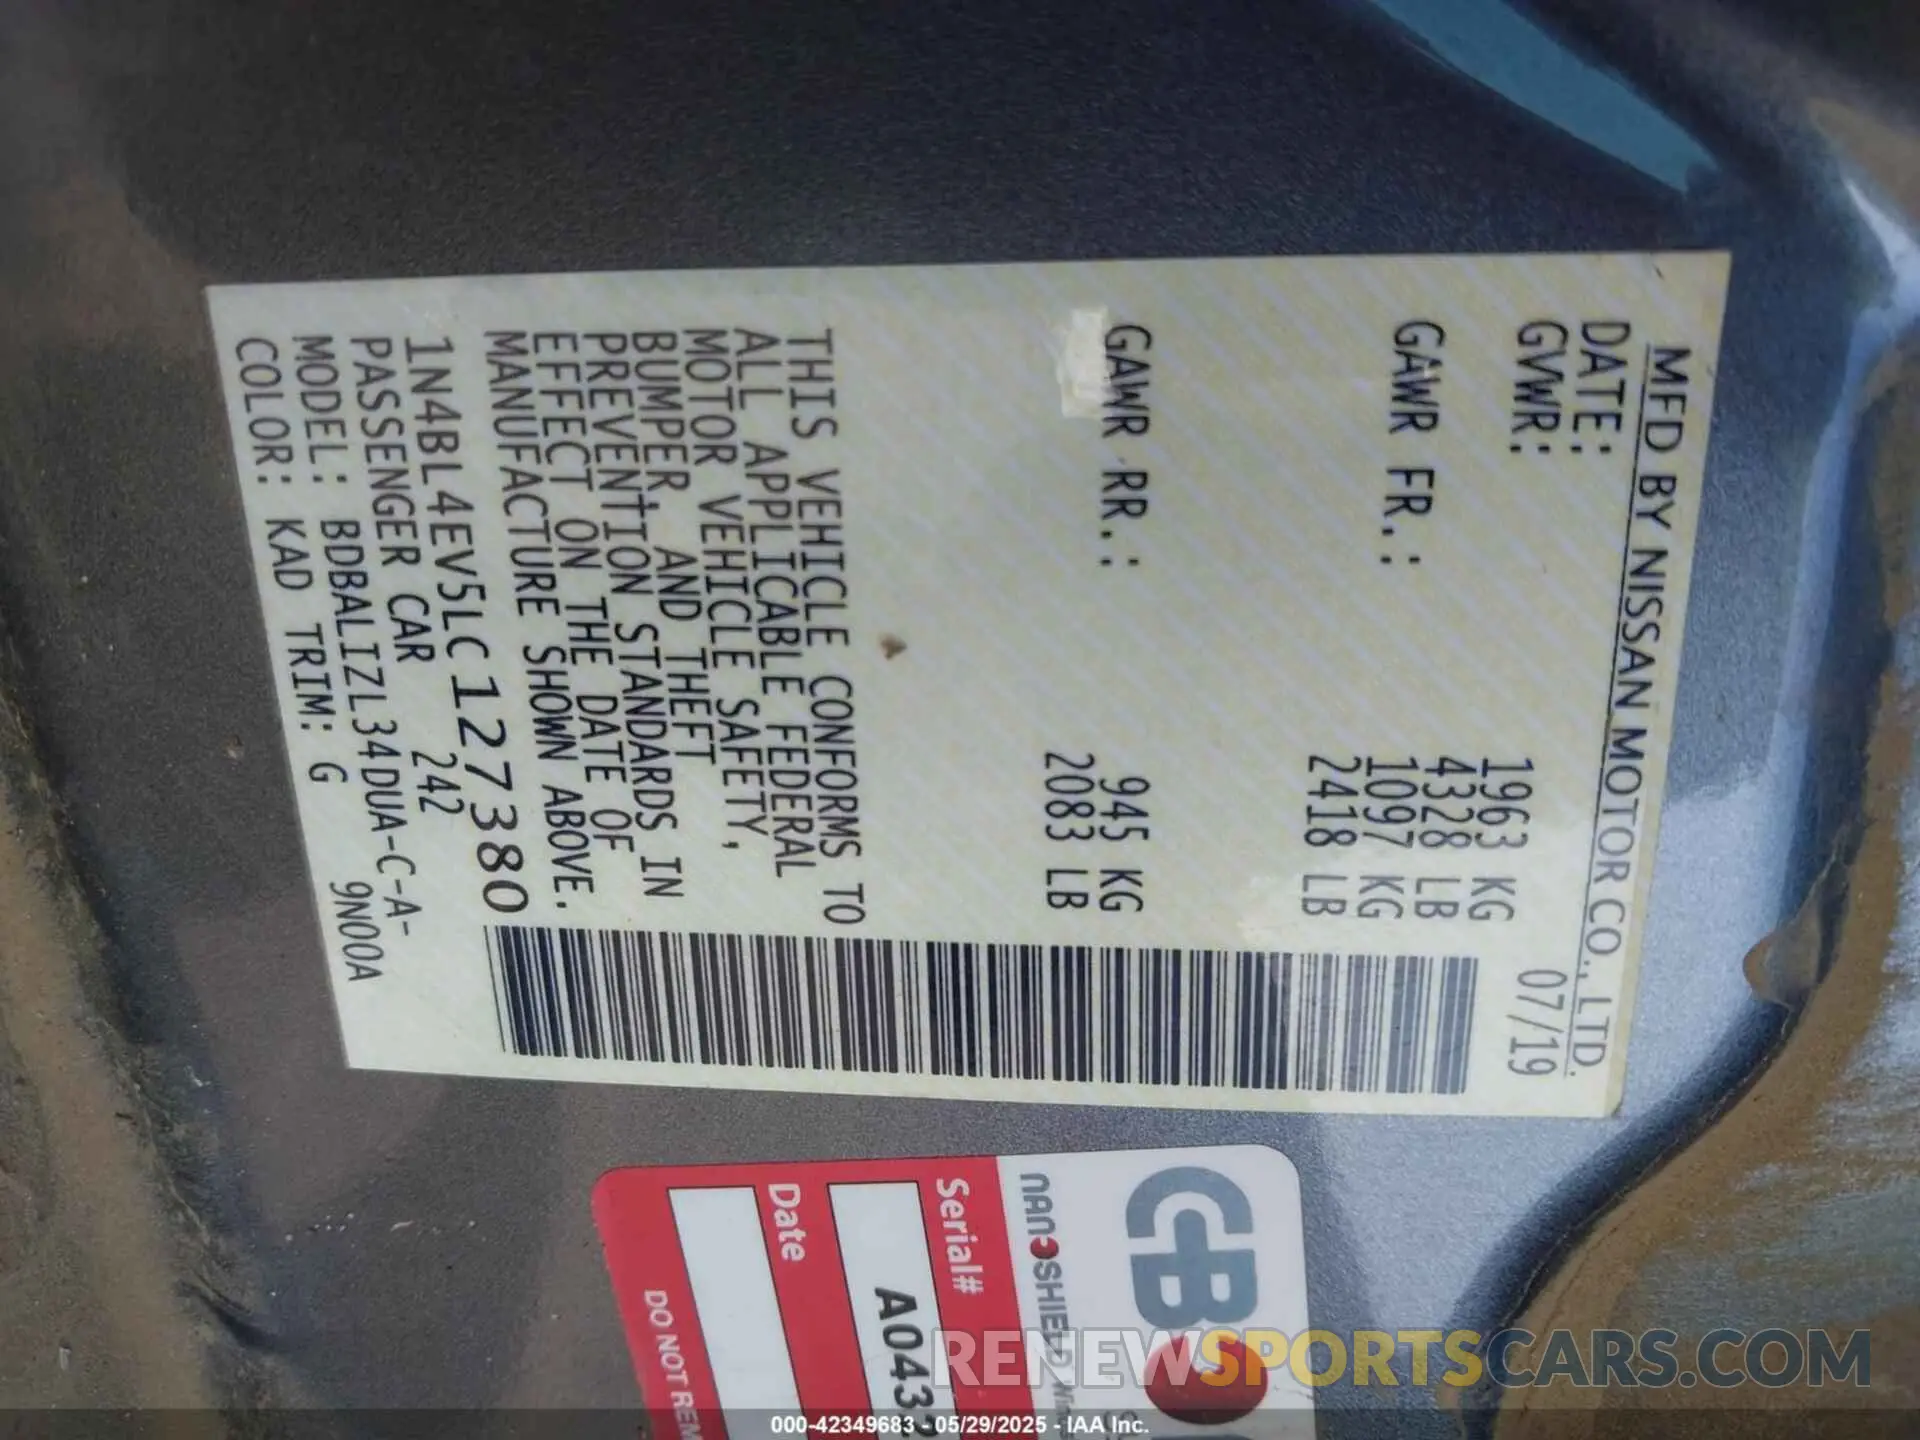 MFD BY NISSAN MOTOR CO., LTD.
DATE: 07/19
GVWR: 1963 KG
4328 LB
GAWR FR.: 1097 KG
2418 LB
GAWR RR.: 945 KG
2083 LB
THIS VEHICLE CONFORMS TO
ALL APPLICABLE FEDERAL
MOTOR VEHICLE SAFETY,
BUMPER, AND THEFT
PREVENTION STANDARDS IN
EFFECT ON THE DATE OF
MANUFACTURE SHOWN ABOVE.
1N4BL4EV5LC127380
PASSENGER CAR 242
MODEL: BDBALIZL34DUA-C-A-
COLOR: KAD TRIM: G 9N00A
NANOSHIELD
Serial#
A0432
Date
DO NOT REM
RENEWSPORTSCARS.COM
000-42349683 - 05/29/2025 - IAA Inc.